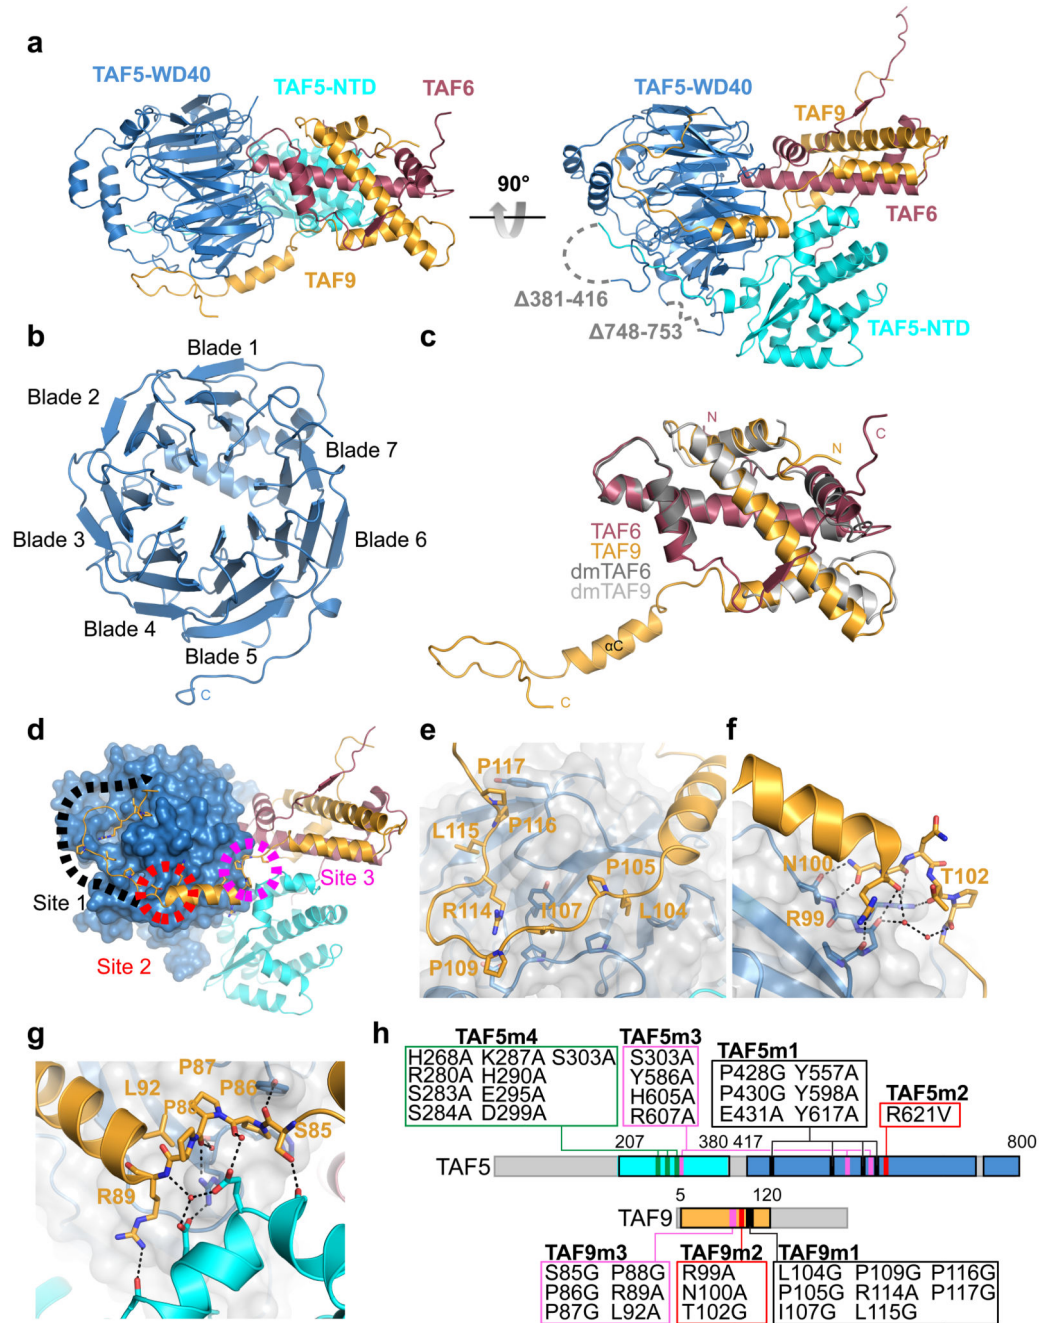 a
TAF5-WD40
TAF5-NTD
TAF6
TAF9
90°
TAF5-WD40
TAF9
TAF6
Δ381-416
Δ748-753
TAF5-NTD
b
Blade 1
Blade 2
Blade 7
Blade 3
Blade 6
Blade 4
Blade 5
C
c
N
N
C
TAF6
TAF9
dmTAF6
dmTAF9
αC
C
d
Site 1
Site 2
Site 3
e
P117
L115
P116
P105
R114
I107
L104
P109
f
N100
T102
R99
g
P87
L92
P86
P88
S85
R89
h
TAF5m4
H268A K287A S303A
R280A H290A
S283A E295A
S284A D299A
TAF5m3
S303A
Y586A
H605A
R607A
TAF5m1
P428G Y557A
P430G Y598A
E431A Y617A
TAF5m2
R621V
207
380 417
800
TAF5
5
120
TAF9
TAF9m3
S85G P88G
P86G R89A
P87G L92A
TAF9m2
R99A
N100A
T102G
TAF9m1
L104G P109G P116G
P105G R114A P117G
I107G L115G